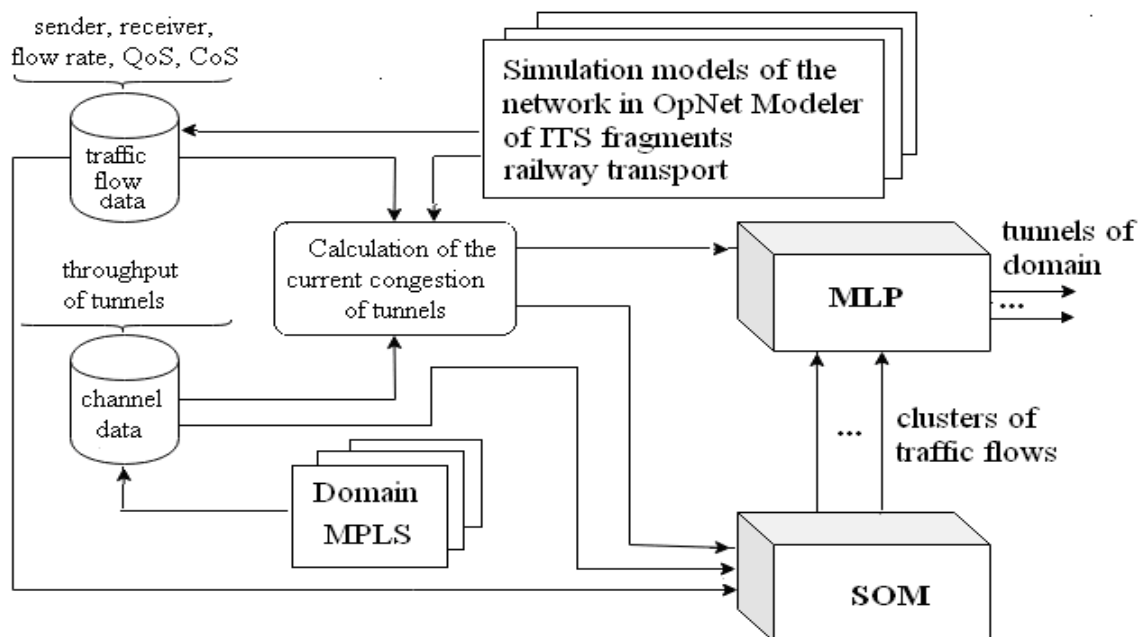 sender, receiver,
flow rate, QoS, CoS
traffic
flow
data
Simulation models of the
network in OpNet Modeler
of ITS fragments
railway transport
Calculation of the
current congestion
of tunnels
throughput
of tunnels
channel
data
Domain
MPLS
MLP
tunnels of
domain
...
...
clusters of
traffic flows
SOM